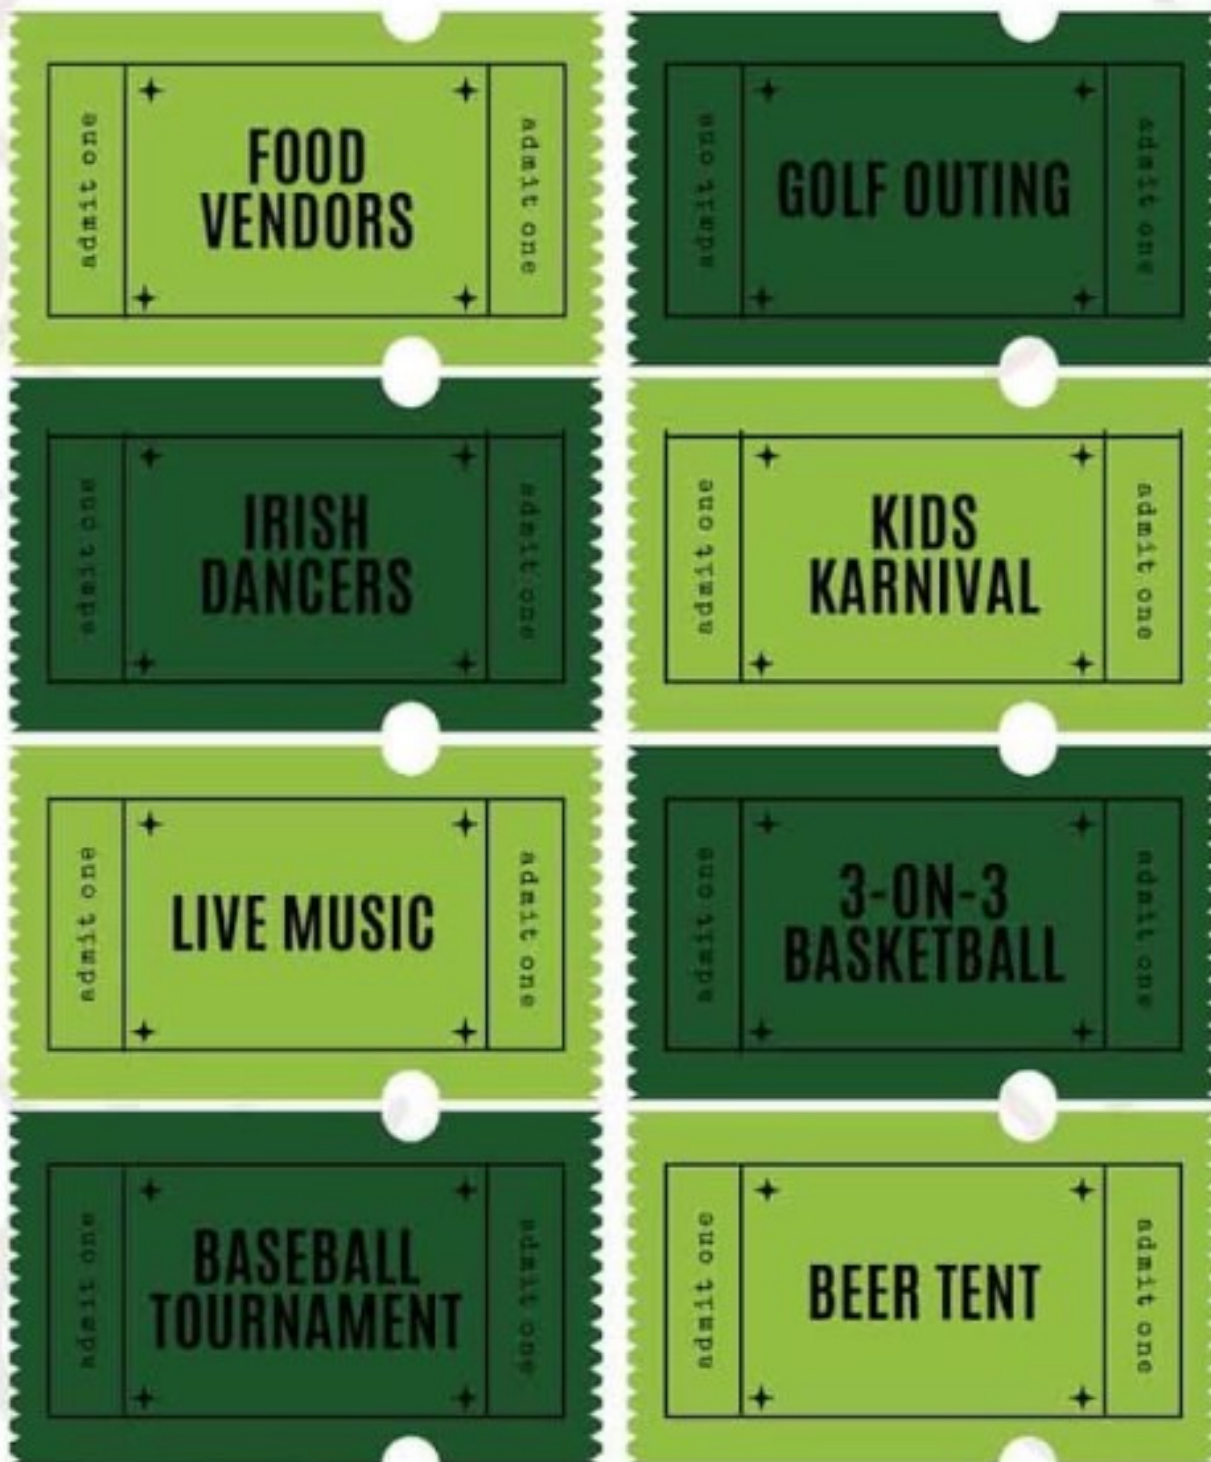 admit one
FOOD
VENDORS
admit one
admit one
GOLF OUTING
admit one
admit one
IRISH
DANCERS
admit one
admit one
KIDS
KARNIVAL
admit one
admit one
LIVE MUSIC
admit one
admit one
3-ON-3
BASKETBALL
admit one
admit one
BASEBALL
TOURNAMENT
admit one
admit one
BEER TENT
admit one